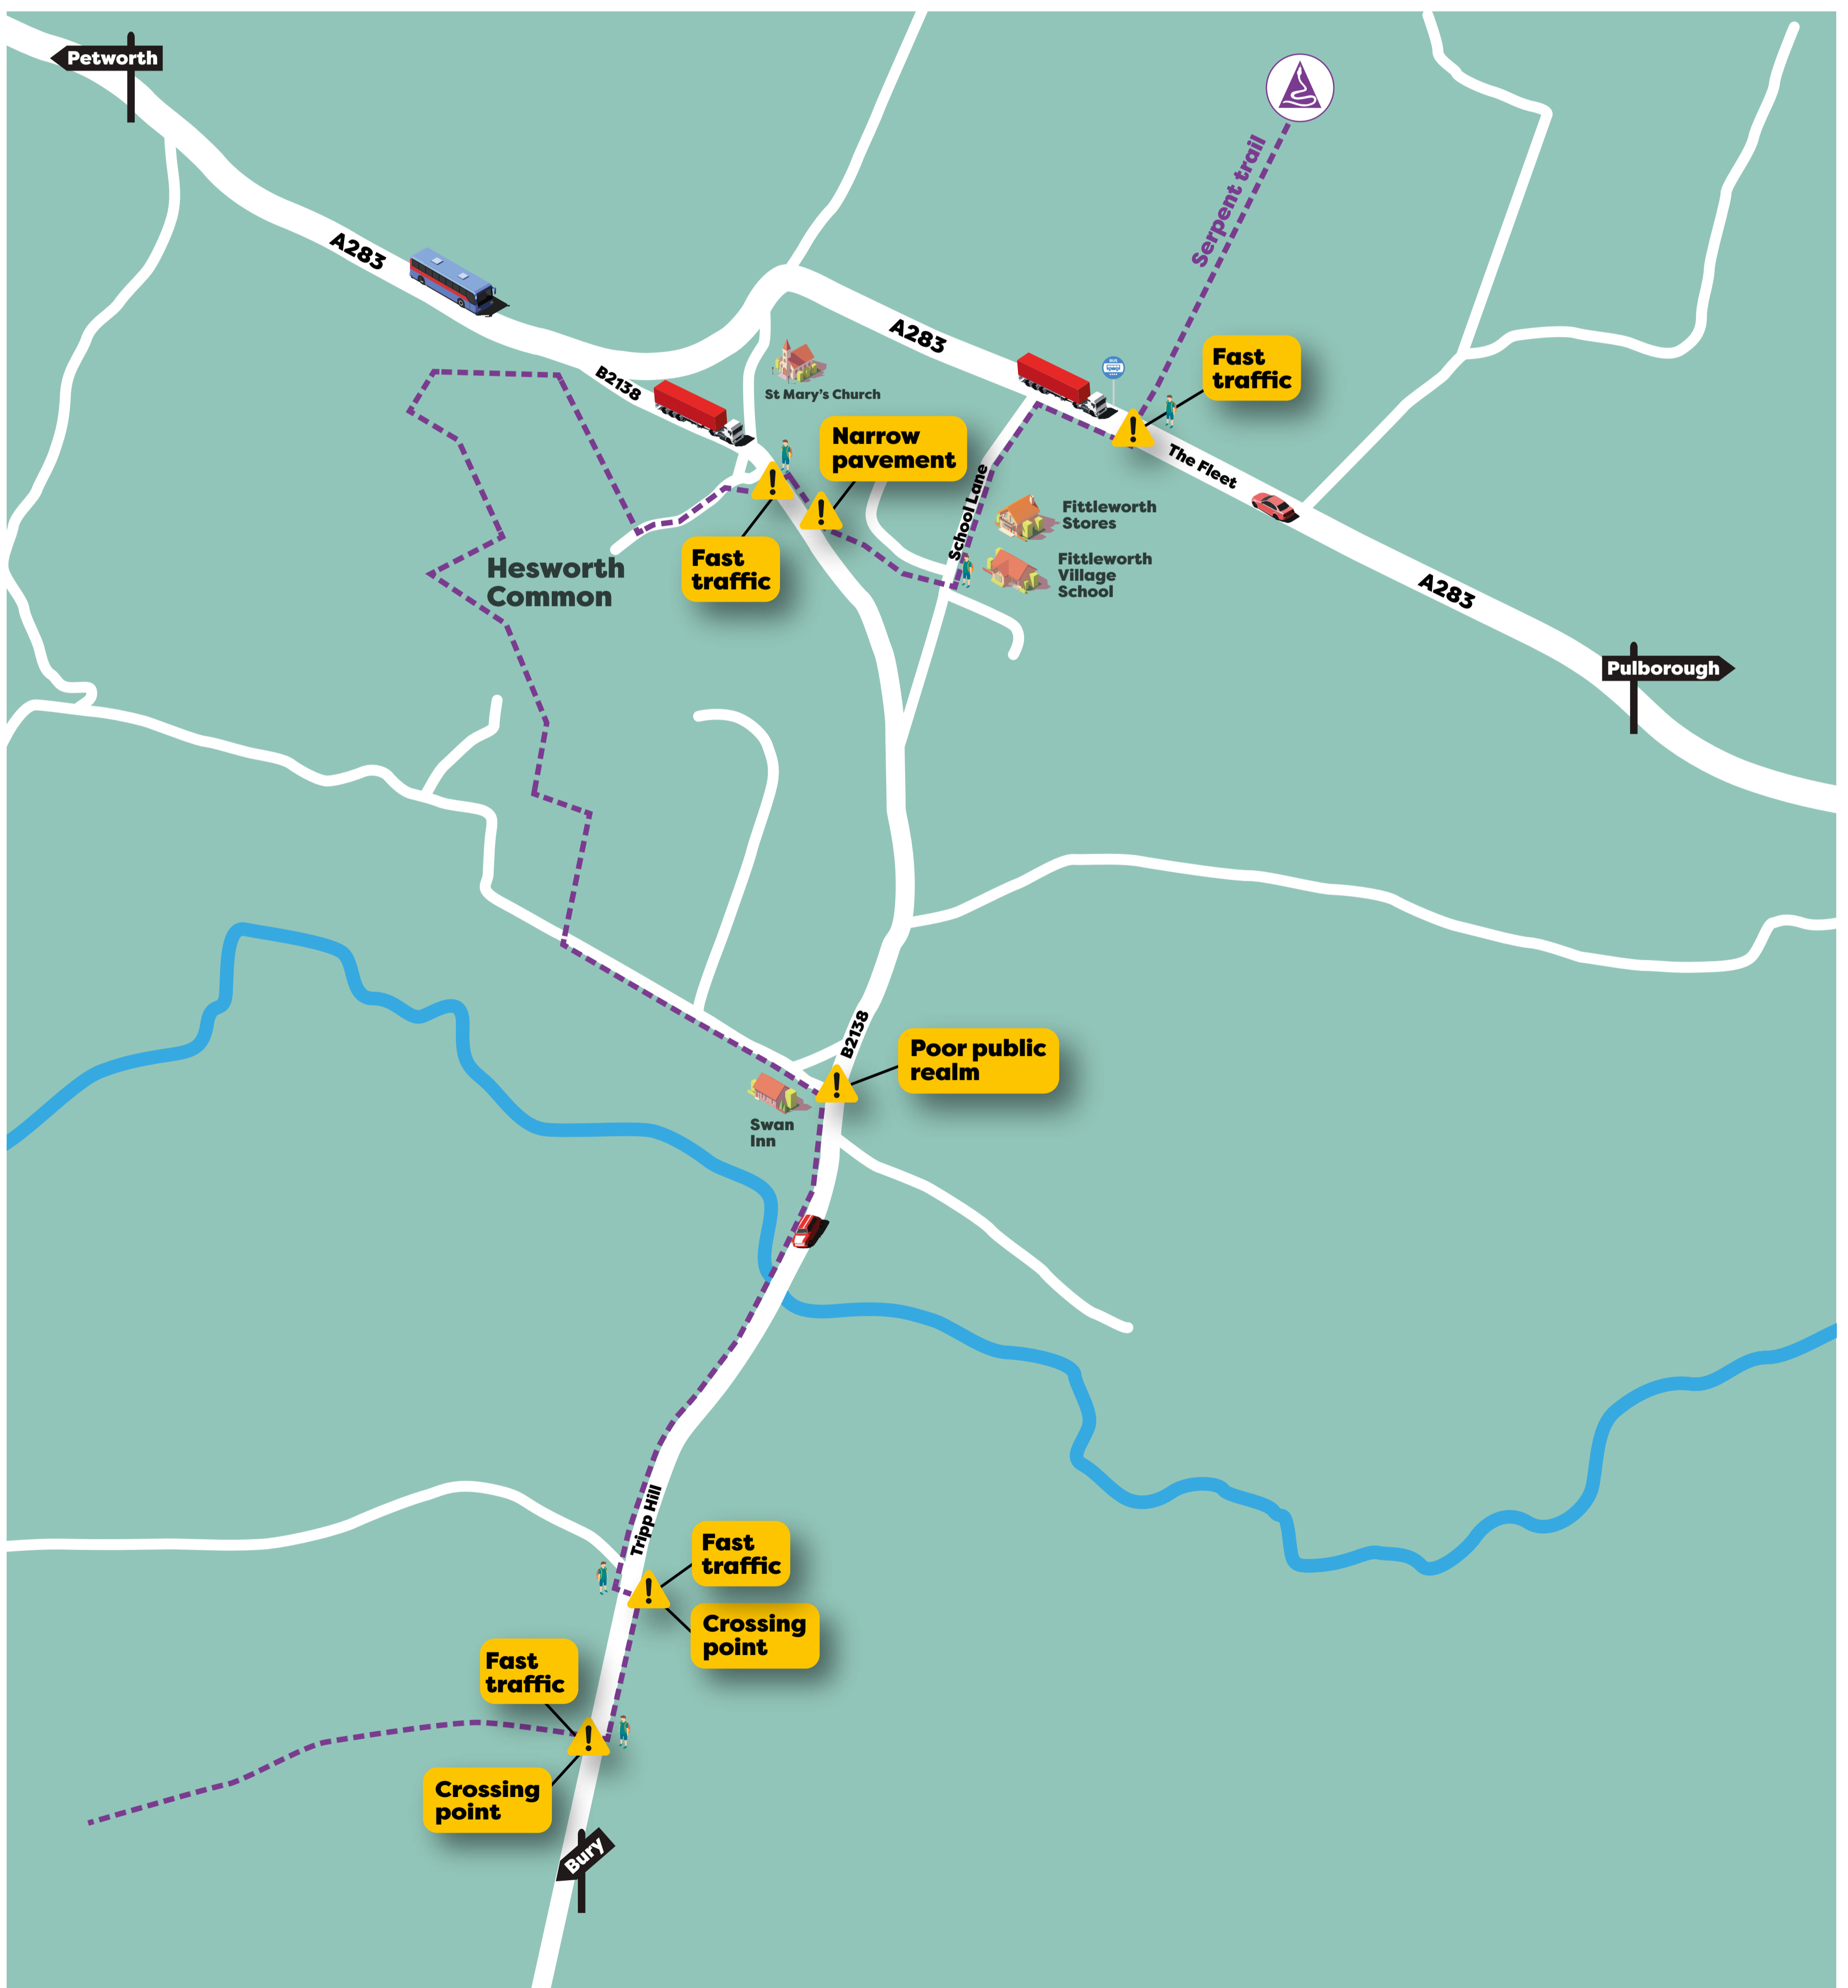 Petworth
Serpent trail
A283
A283
Fast
traffic
B2138
BUS
STOP
St Mary's Church
Narrow
pavement
The Fleet
School Lane
Fittleworth
Stores
Fast
traffic
Hesworth
Common
Fittleworth
Village
School
A283
Pulborough
B2138
Poor public
realm
Swan
Inn
Tripp Hill
Fast
traffic
Crossing
point
Fast
traffic
Crossing
point
Bury